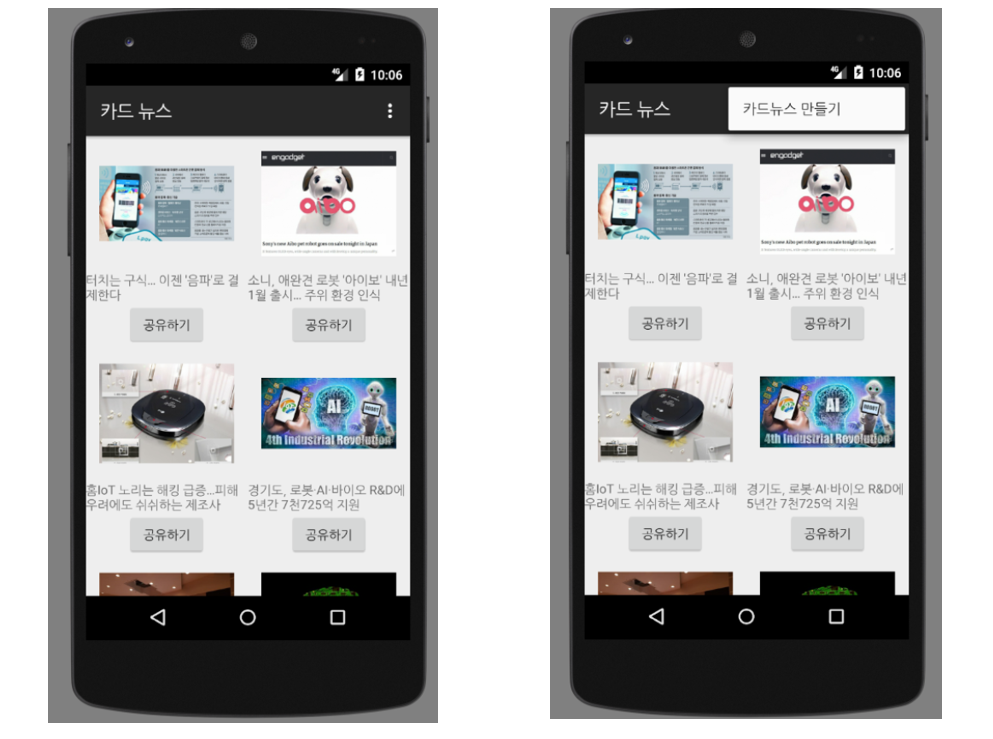 4G 10:06
카드 뉴스
engadget
aibo
Sony's new Aibo pet robot goes on sale tonight in Japan
터치는 구식... 이젠 '음파'로 결
제한다
공유하기
소니, 애완견 로봇 '아이보' 내년
1월 출시... 주위 환경 인식
공유하기
AI
ROBOT
4th Industrial Revolution
홈IoT 노리는 해킹 급증...피해
우려에도 쉬쉬하는 제조사
공유하기
경기도, 로봇·AI·바이오 R&D에
5년간 7천725억 지원
공유하기
4G 10:06
카드 뉴스
카드뉴스 만들기
engadget
aibo
Sony's new Aibo pet robot goes on sale tonight in Japan
터치는 구식... 이젠 '음파'로 결
제한다
공유하기
소니, 애완견 로봇 '아이보' 내년
1월 출시... 주위 환경 인식
공유하기
AI
ROBOT
4th Industrial Revolution
홈IoT 노리는 해킹 급증...피해
우려에도 쉬쉬하는 제조사
공유하기
경기도, 로봇·AI·바이오 R&D에
5년간 7천725억 지원
공유하기